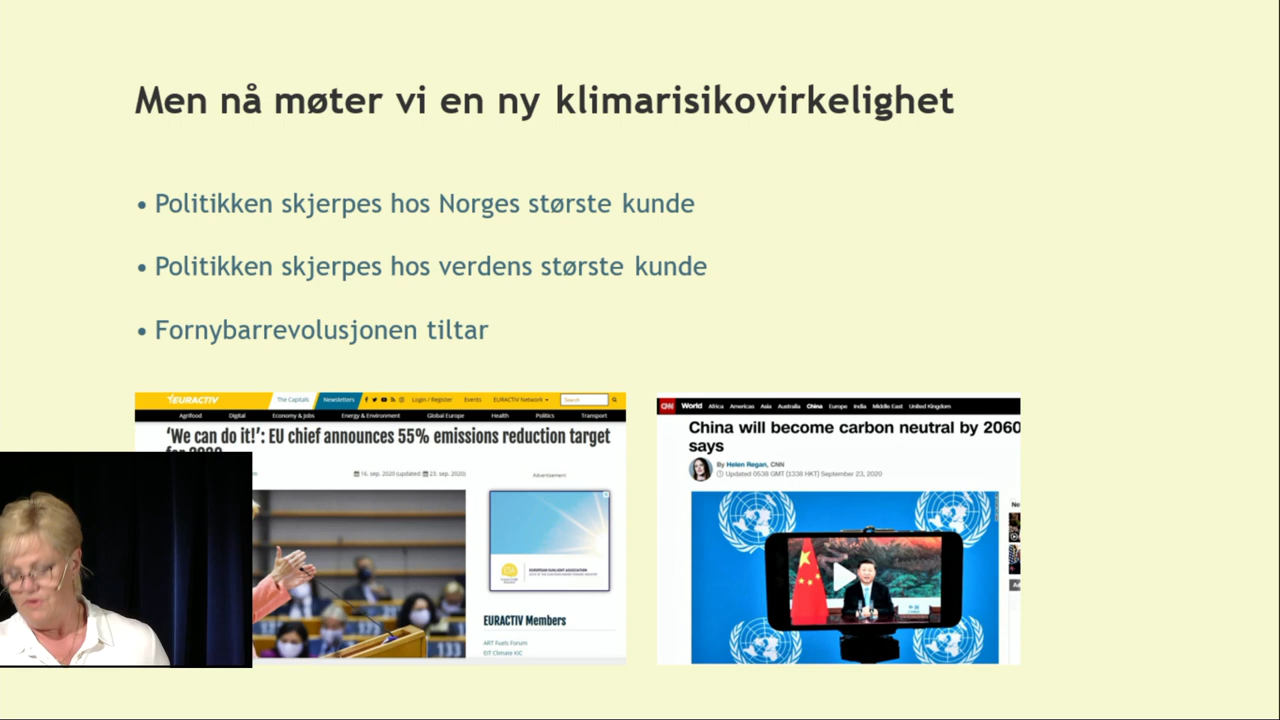 Men nå møter vi en ny klimarisikovirkelighet
• Politikken skjerpes hos Norges største kunde
• Politikken skjerpes hos verdens største kunde
• Fornybarrevolusjonen tiltar
EURACTIV
The Capitals
Newsletters
Login / Register
Events
EURACTIV Network
Search
Agrifood
Digital
Economy & Jobs
Energy & Environment
Global Europe
Health
Politics
Transport
‘We can do it!’: EU chief announces 55% emissions reduction target
16. sep. 2020 (updated: 23. sep. 2020)
Advertisement
133
EURACTIV Members
ART Fuels Forum
EIT Climate KIC
CNN World Africa Americas Asia Australia China Europe India Middle East United Kingdom
China will become carbon neutral by 2060
says
By Helen Regan, CNN
Updated 0538 GMT (1338 HKT) September 23, 2020